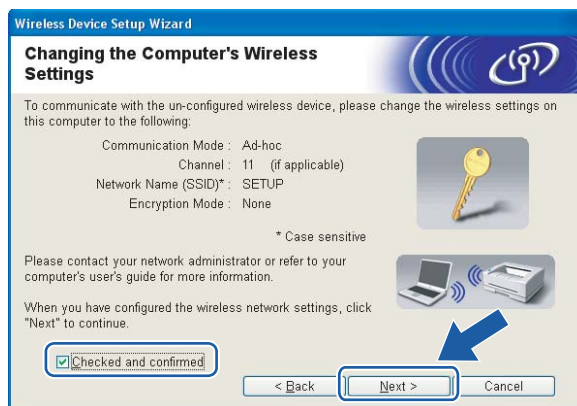 Wireless Device Setup Wizard
Changing the Computer's Wireless
Settings
To communicate with the un-configured wireless device, please change the wireless settings on
this computer to the following:
Communication Mode : Ad-hoc
Channel : 11 (if applicable)
Network Name (SSID)* : SETUP
Encryption Mode : None
* Case sensitive
Please contact your network administrator or refer to your
computer's user's guide for more information.
When you have configured the wireless network settings, click
"Next" to continue.
Checked and confirmed
< Back Next > Cancel